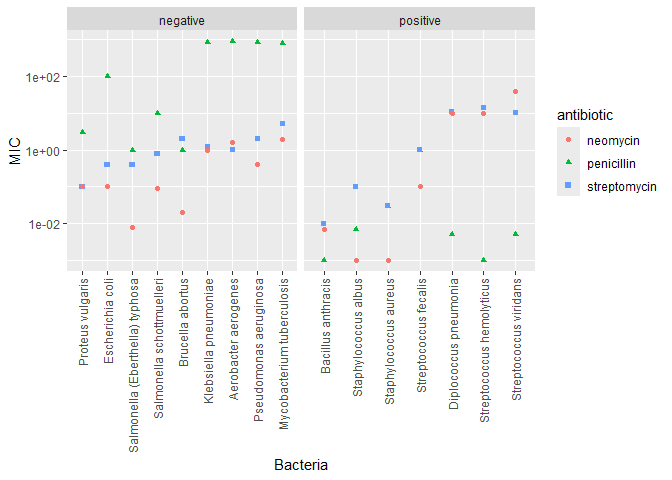 negative
positive
1e+02
1e+00
1e-02
MIC
Proteus vulgaris
Escherichia coli
Salmonella (Eberthella) typhosa
Salmonella schottmuelleri
Brucella abortus
Klebsiella pneumoniae
Aerobacter aerogenes
Pseudomonas aeruginosa
Mycobacterium tuberculosis
Bacillus anthracis
Staphylococcus albus
Staphylococcus aureus
Streptococcus fecalis
Diplococcus pneumonia
Streptococcus hemolyticus
Streptococcus viridans
Bacteria
antibiotic
neomycin
penicillin
streptomycin